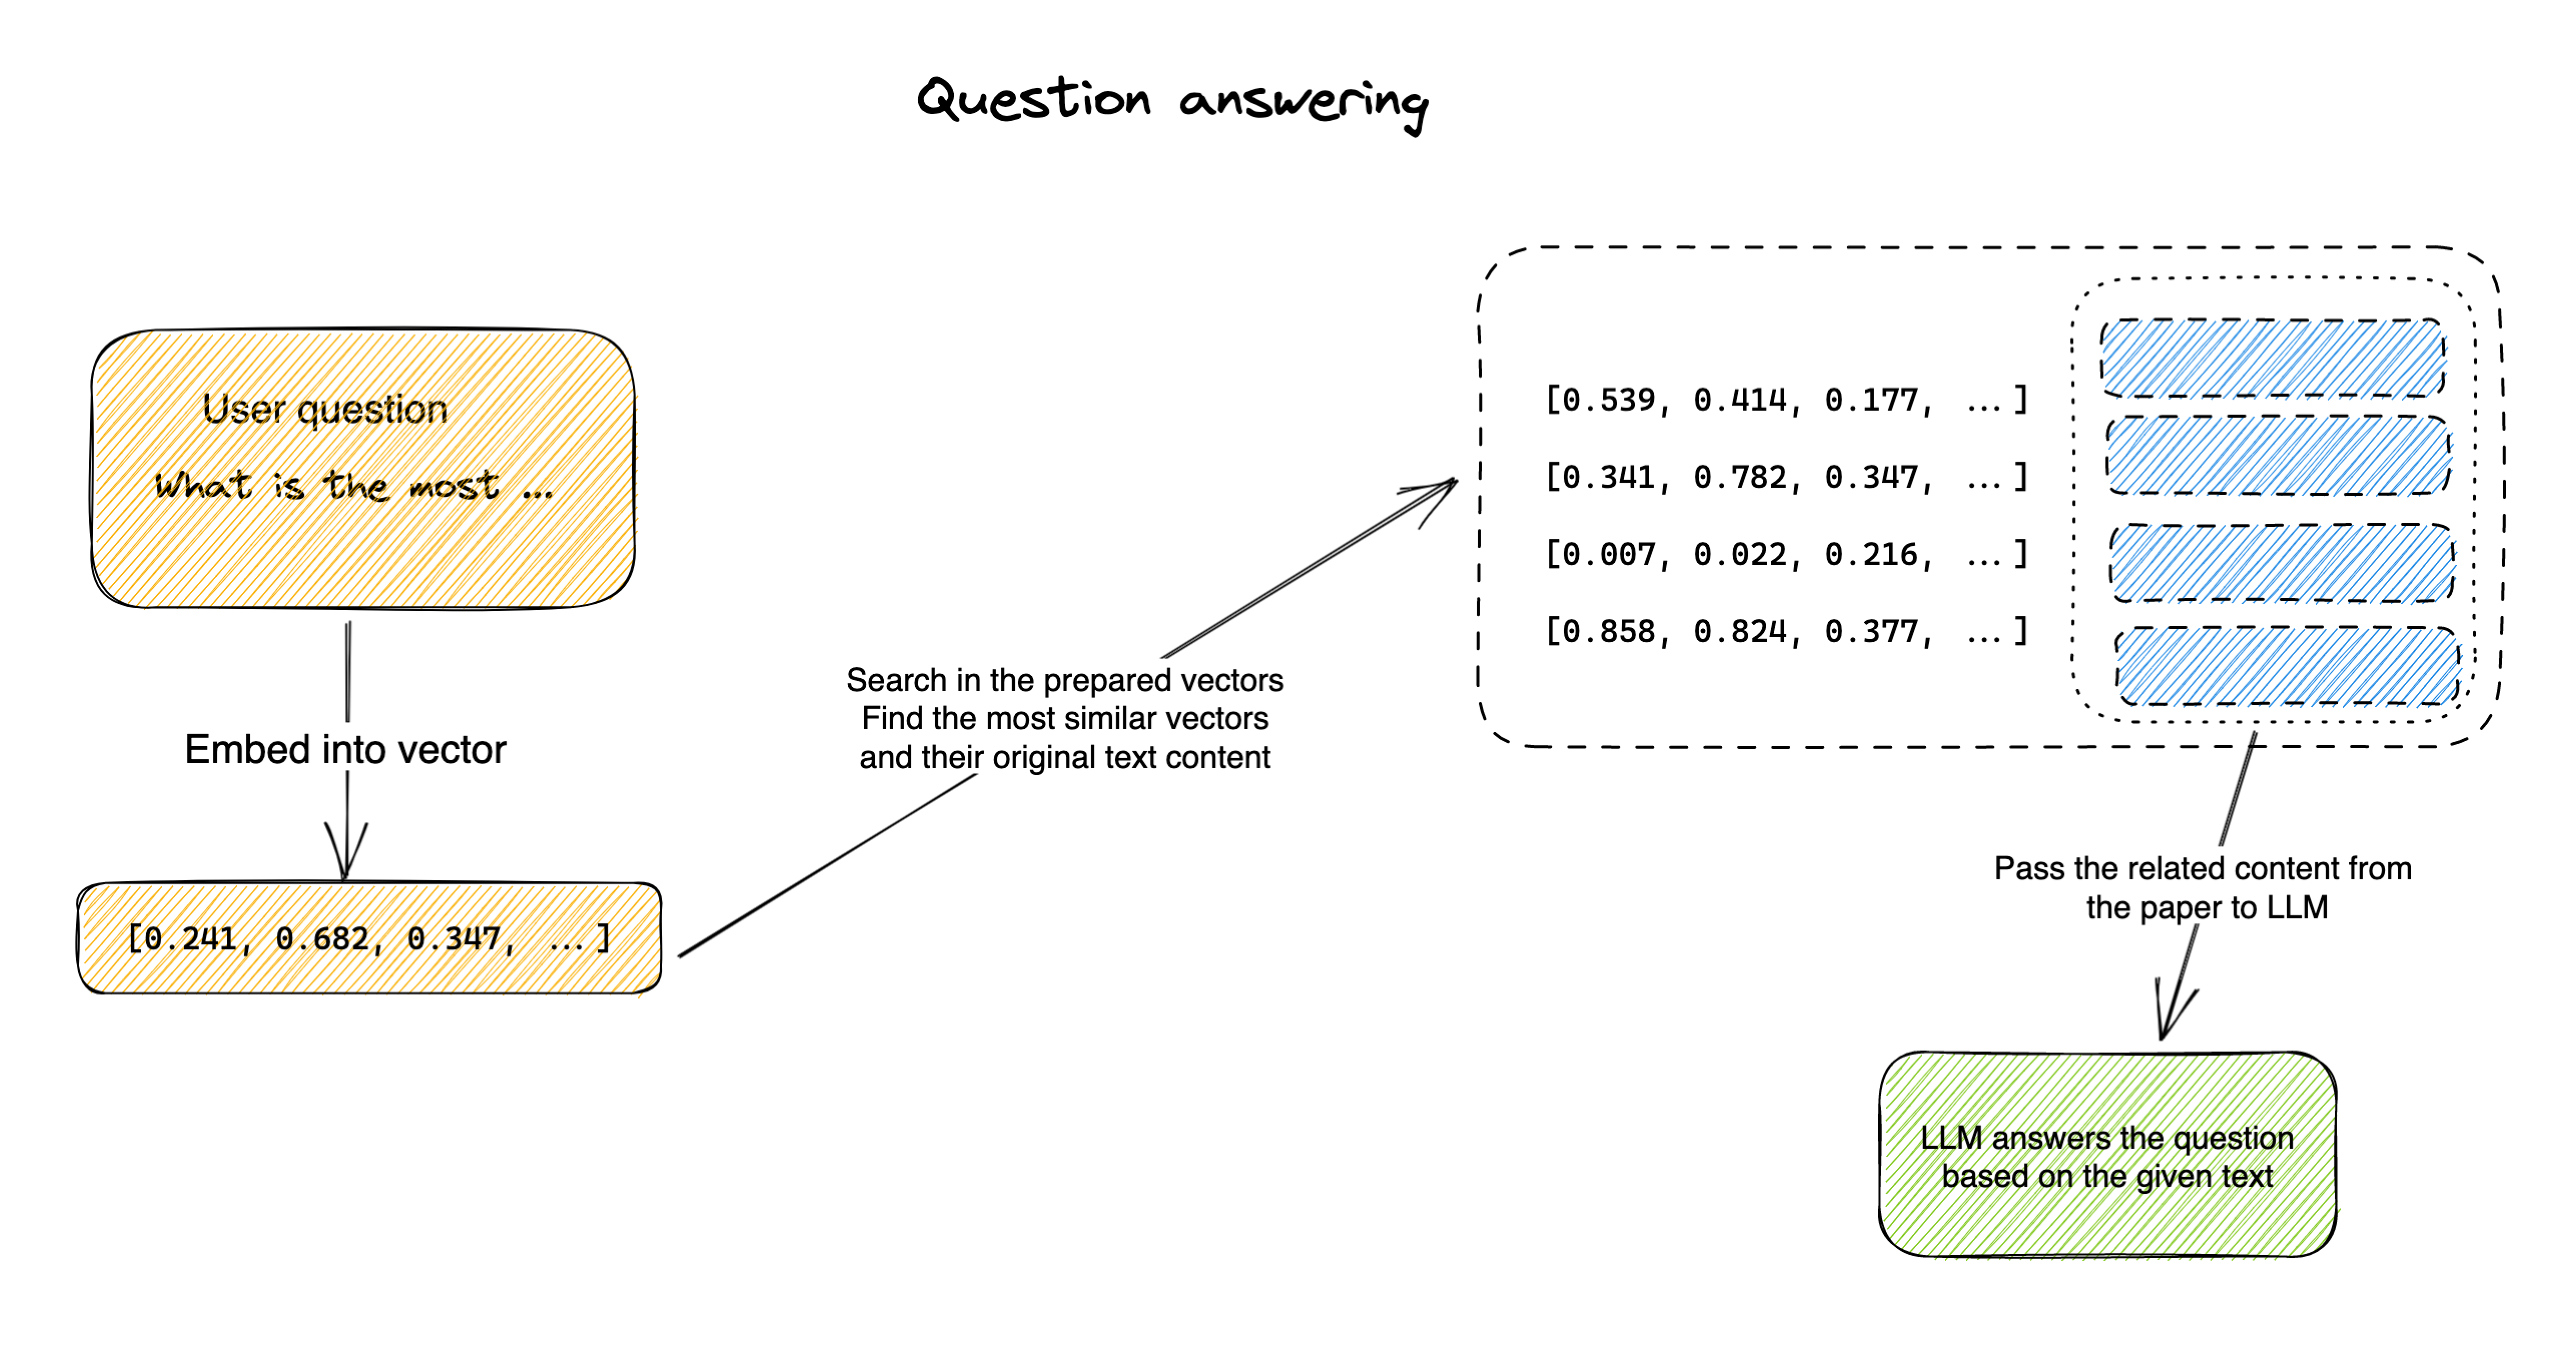 Question answering
User question
What is the most ...
Embed into vector
[0.241, 0.682, 0.347, ...]
Search in the prepared vectors
Find the most similar vectors
and their original text content
[0.539, 0.414, 0.177, ...]
[0.341, 0.782, 0.347, ...]
[0.007, 0.022, 0.216, ...]
[0.858, 0.824, 0.377, ...]
Pass the related content from
the paper to LLM
LLM answers the question
based on the given text